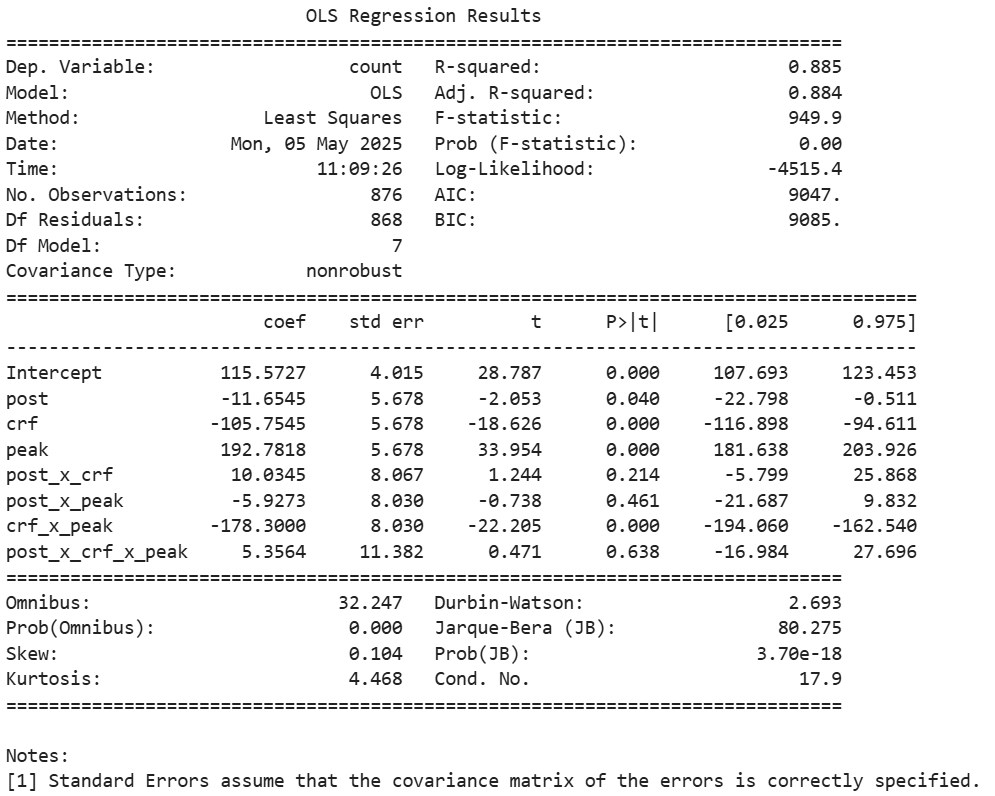 OLS Regression Results
==============================================================================
Dep. Variable: count R-squared: 0.885
Model: OLS Adj. R-squared: 0.884
Method: Least Squares F-statistic: 949.9
Date: Mon, 05 May 2025 Prob (F-statistic): 0.00
Time: 11:09:26 Log-Likelihood: -4515.4
No. Observations: 876 AIC: 9047.
Df Residuals: 868 BIC: 9085.
Df Model: 7
Covariance Type: nonrobust
=====================================================================================
coef std err t P>|t| [0.025 0.975]
-------------------------------------------------------------------------------------
Intercept 115.5727 4.015 28.787 0.000 107.693 123.453
post -11.6545 5.678 -2.053 0.040 -22.798 -0.511
crf -105.7545 5.678 -18.626 0.000 -116.898 -94.611
peak 192.7818 5.678 33.954 0.000 181.638 203.926
post_x_crf 10.0345 8.067 1.244 0.214 -5.799 25.868
post_x_peak -5.9273 8.030 -0.738 0.461 -21.687 9.832
crf_x_peak -178.3000 8.030 -22.205 0.000 -194.060 -162.540
post_x_crf_x_peak 5.3564 11.382 0.471 0.638 -16.984 27.696
==============================================================================
Omnibus: 32.247 Durbin-Watson: 2.693
Prob(Omnibus): 0.000 Jarque-Bera (JB): 80.275
Skew: 0.104 Prob(JB): 3.70e-18
Kurtosis: 4.468 Cond. No. 17.9
==============================================================================
Notes:
[1] Standard Errors assume that the covariance matrix of the errors is correctly specified.